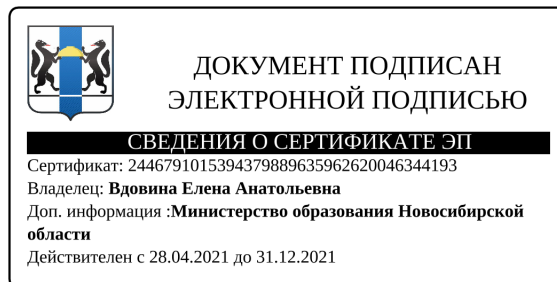 ДОКУМЕНТ ПОДПИСАН
ЭЛЕКТРОННОЙ ПОДПИСЬЮ
СВЕДЕНИЯ О СЕРТИФИКАТЕ ЭП
Сертификат: 2446791015394379889635962620046344193
Владелец: Вдовина Елена Анатольевна
Доп. информация :Министерство образования Новосибирской
области
Действителен с 28.04.2021 до 31.12.2021